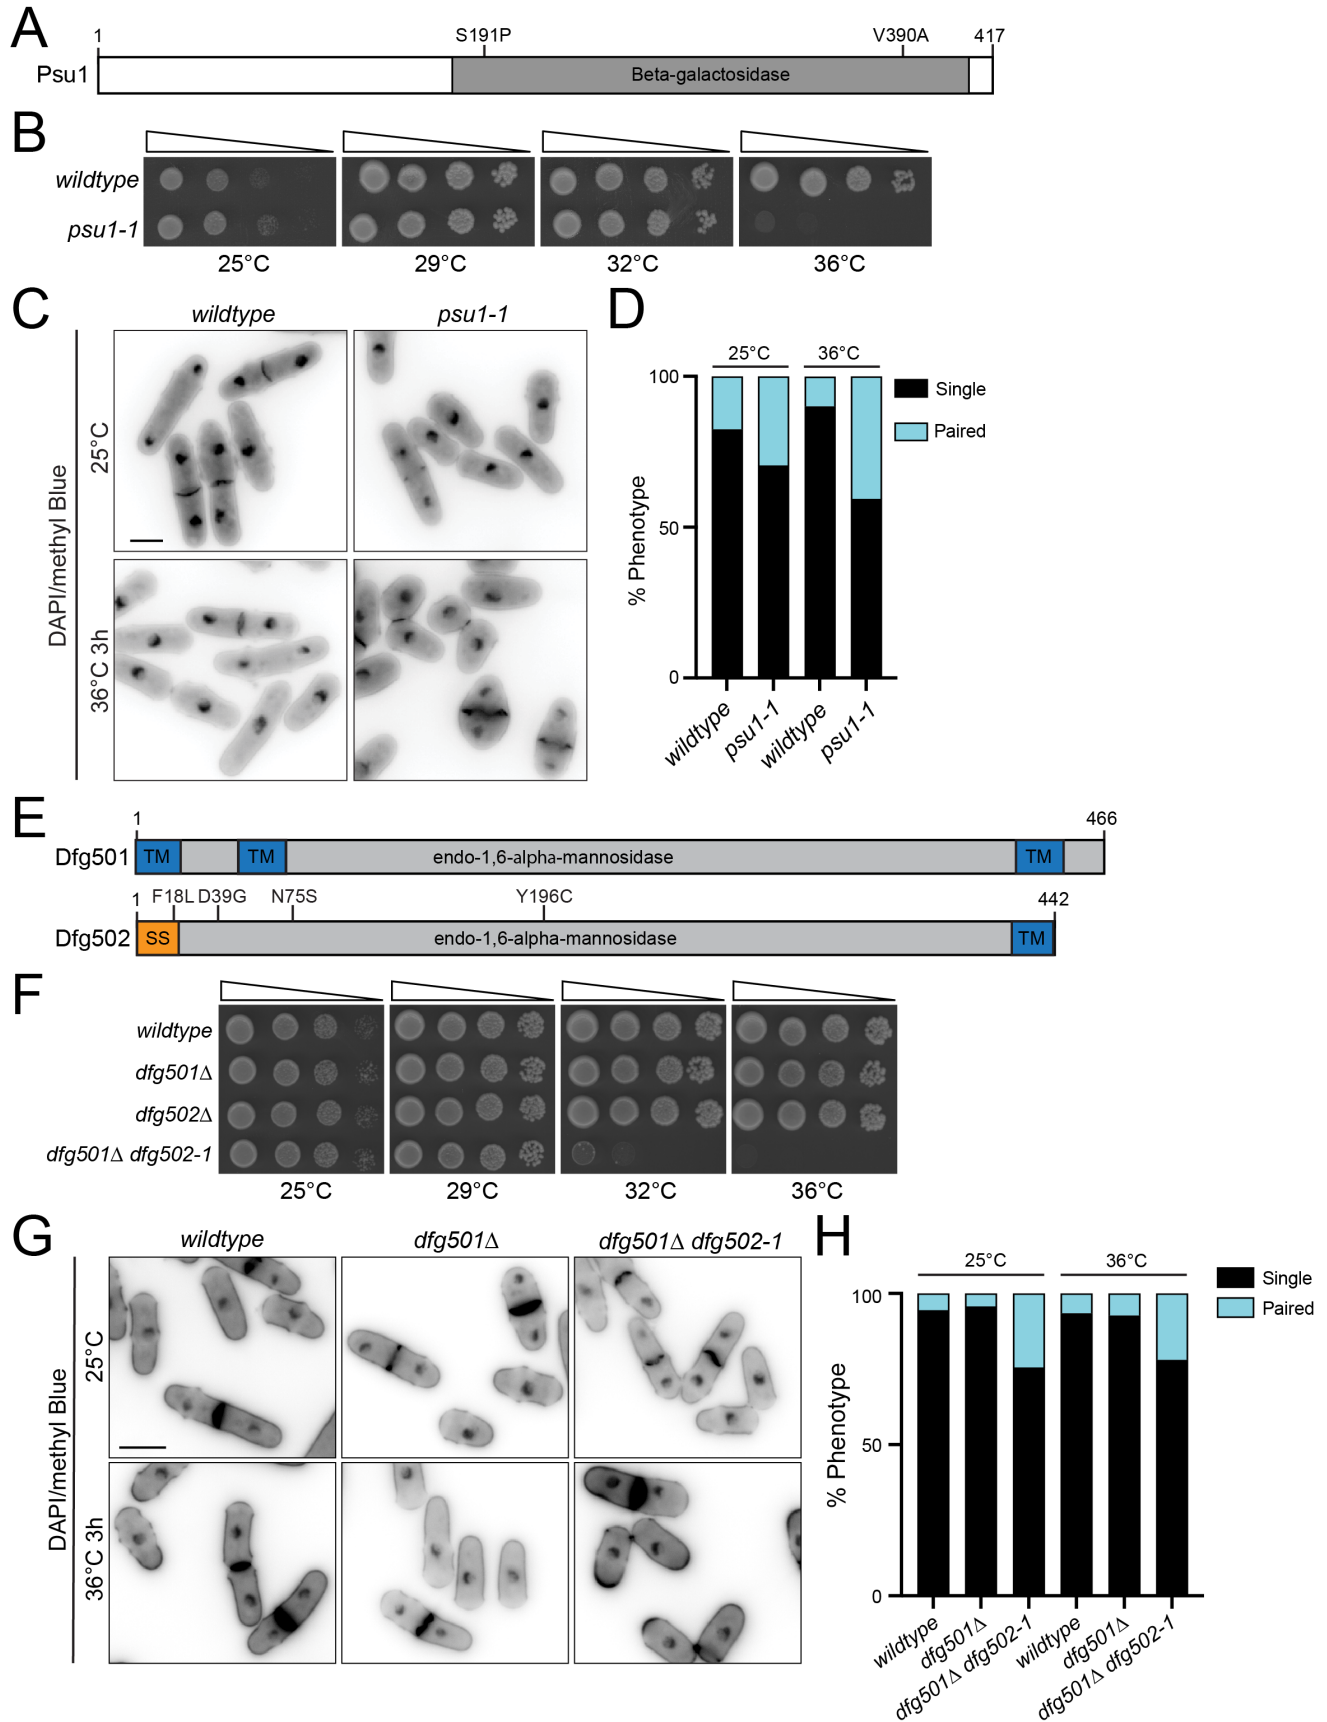 A
1
S191P
V390A
417
Psu1
Beta-galactosidase
B
wildtype
psu1-1
25°C
29°C
32°C
36°C
C
wildtype
psu1-1
DAPI/methyl Blue
25°C
36°C 3h
D
25°C
36°C
100
50
0
% Phenotype
Single
Paired
wildtype
psu1-1
wildtype
psu1-1
E
1
466
Dfg501
TM
TM
endo-1,6-alpha-mannosidase
TM
1
F18L
D39G
N75S
Y196C
442
Dfg502
SS
endo-1,6-alpha-mannosidase
TM
F
wildtype
dfg501Δ
dfg502Δ
dfg501Δ dfg502-1
25°C
29°C
32°C
36°C
G
wildtype
dfg501Δ
dfg501Δ dfg502-1
DAPI/methyl Blue
25°C
36°C 3h
H
25°C
36°C
100
50
0
% Phenotype
Single
Paired
wildtype
dfg501Δ
dfg501Δ dfg502-1
wildtype
dfg501Δ
dfg501Δ dfg502-1